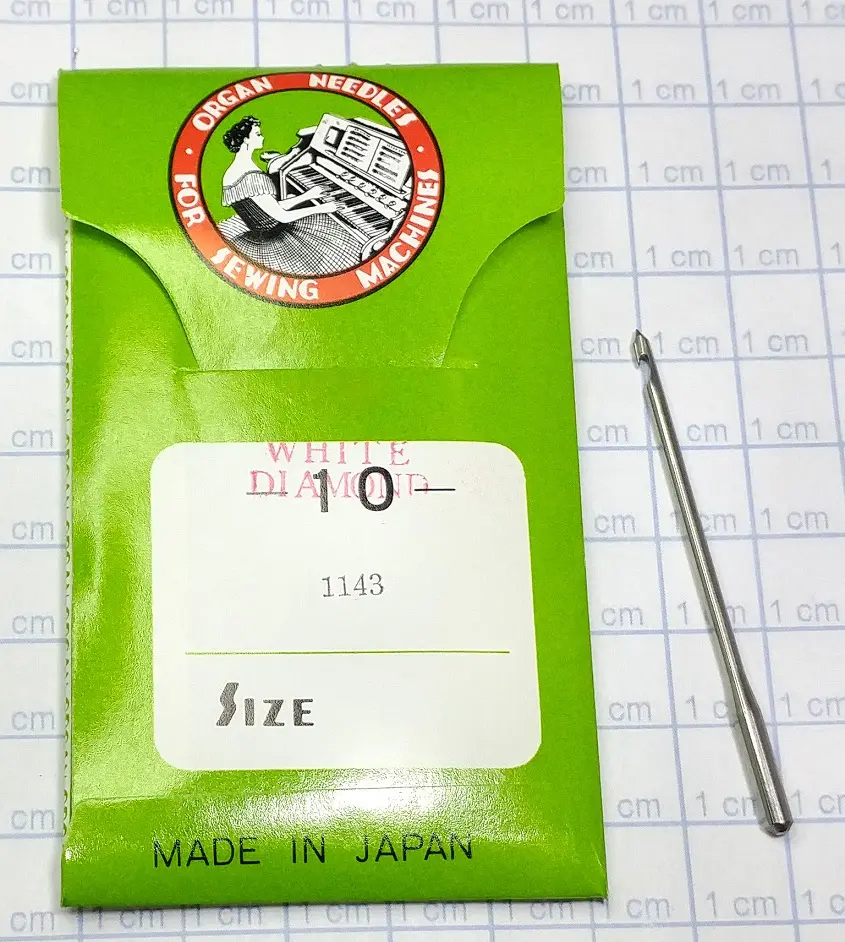 ORGAN NEEDLES
FOR SEWING MACHINES
WHITE
DIAMOND
— 10 —
1143
SIZE
MADE IN JAPAN
1 cm